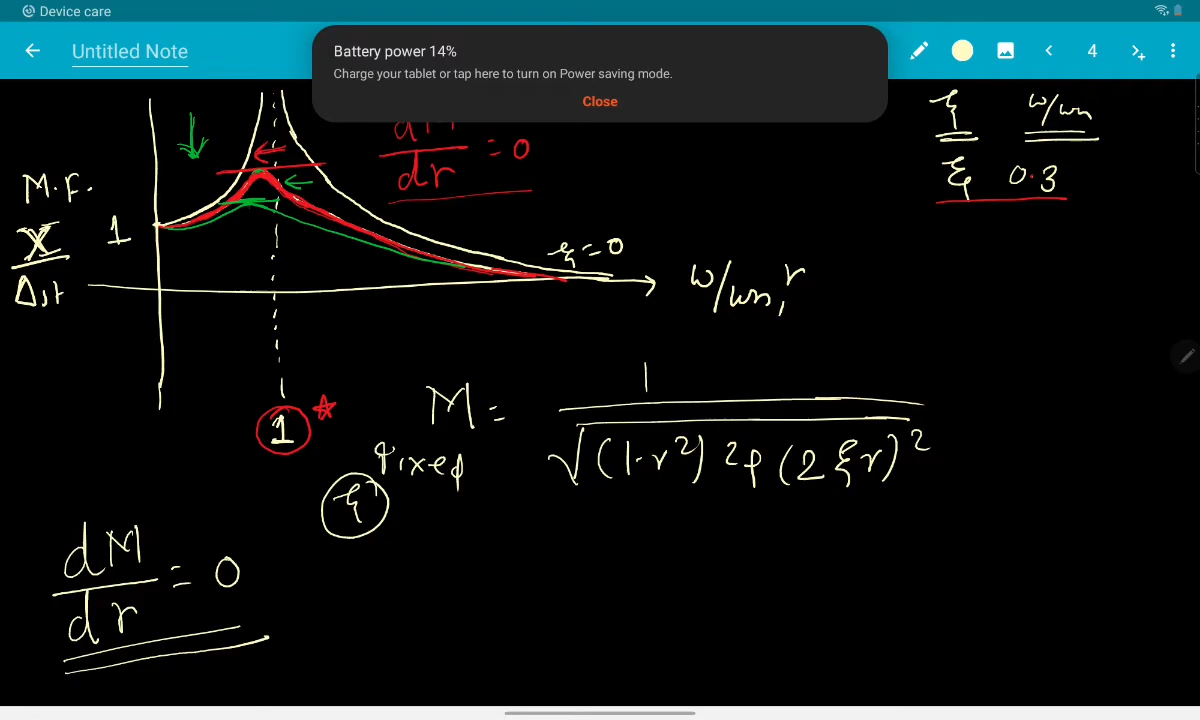 Device care
Untitled Note
4
Battery power 14%
Charge your tablet or tap here to turn on Power saving mode.
Close
ξ ω/ωn
ξ 0.3
dM/dr = 0
M.F.
X/Δst
1
ξ = 0
ω/ωn, r
1
M = 1/√(1-r²)²+(2ξr)²
fixed
ξ
dM/dr = 0